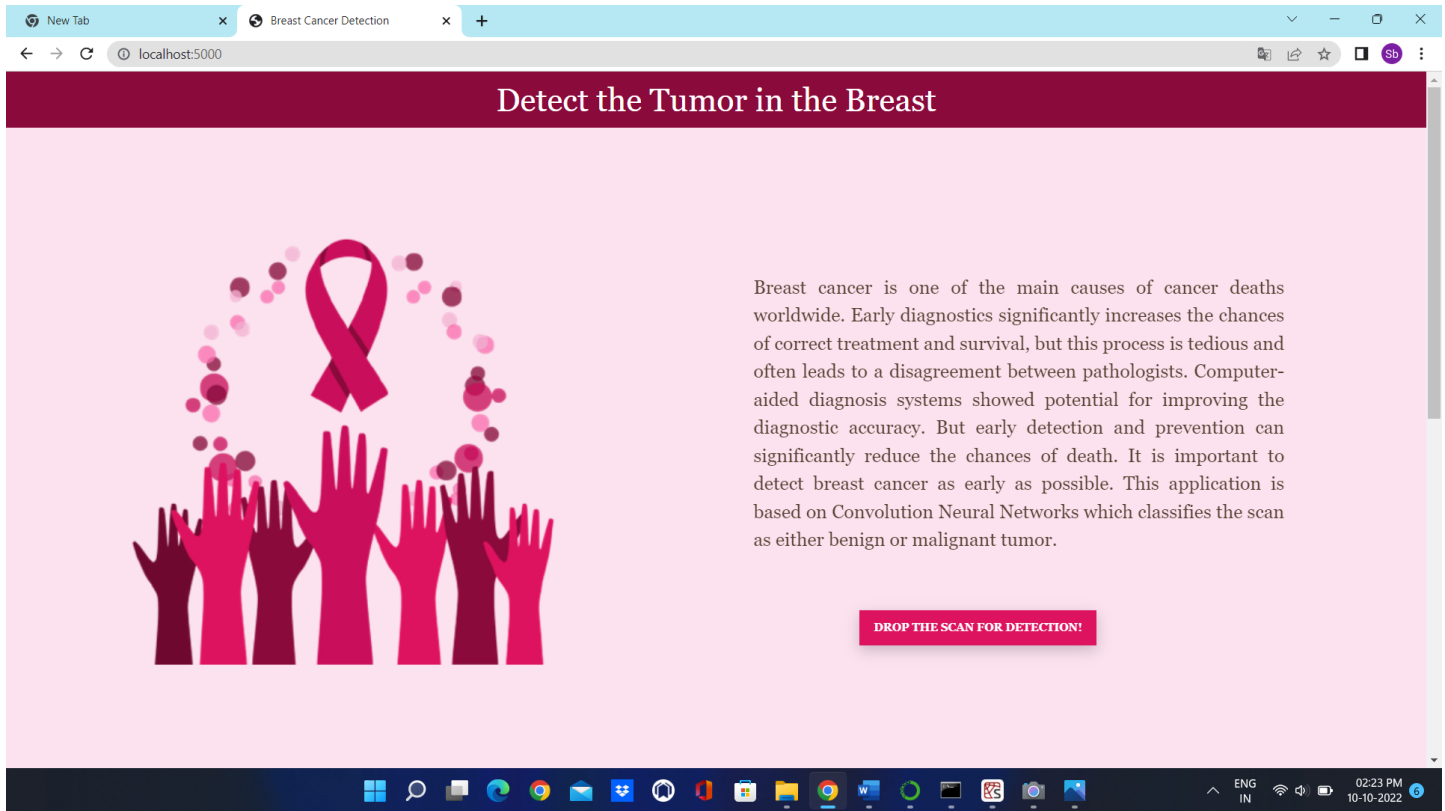 New Tab
Breast Cancer Detection
localhost:5000
Sb
Detect the Tumor in the Breast
Breast cancer is one of the main causes of cancer deaths
worldwide. Early diagnostics significantly increases the chances
of correct treatment and survival, but this process is tedious and
often leads to a disagreement between pathologists. Computer-
aided diagnosis systems showed potential for improving the
diagnostic accuracy. But early detection and prevention can
significantly reduce the chances of death. It is important to
detect breast cancer as early as possible. This application is
based on Convolution Neural Networks which classifies the scan
as either benign or malignant tumor.
DROP THE SCAN FOR DETECTION!
ENG
IN
02:23 PM
10-10-2022
6